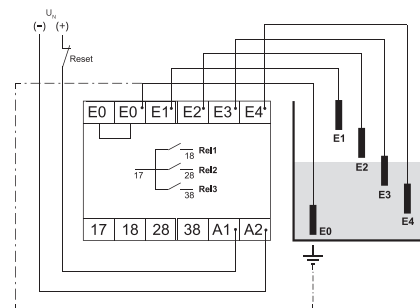 UN
(-) (+)
Reset
E0 E0 E1 E2 E3 E4
18 Rel1
17
28 Rel2
38 Rel3
17 18 28 38 A1 A2
E1
E2
E3
E4
E0